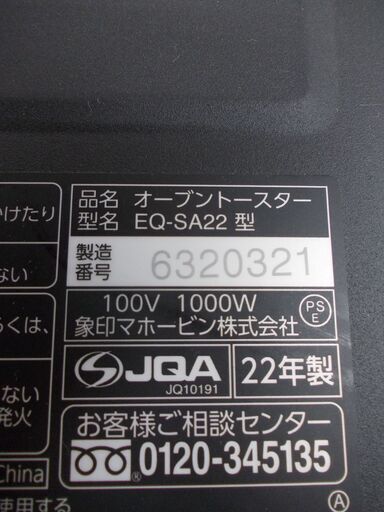 品名 オーブントースター
型名 EQ-SA22 型
製造
番号 6320321
100V 1000W
PS
E
象印マホービン株式会社
JQA
JQ10191
22年製
お客様ご相談センター
0120-345135
®
けたり
ない
るくは、
ない
発火
China
使用する
A